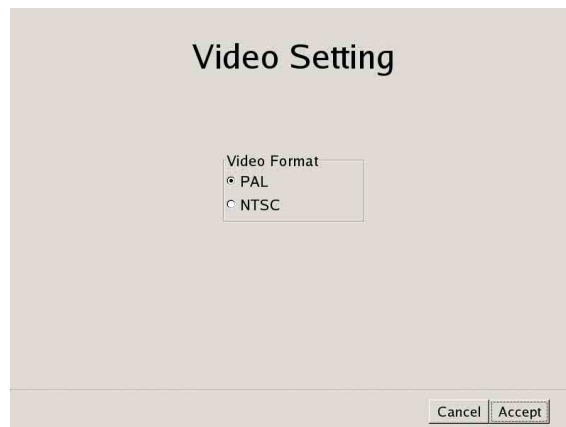 Video Setting
Video Format
PAL
NTSC
Cancel Accept